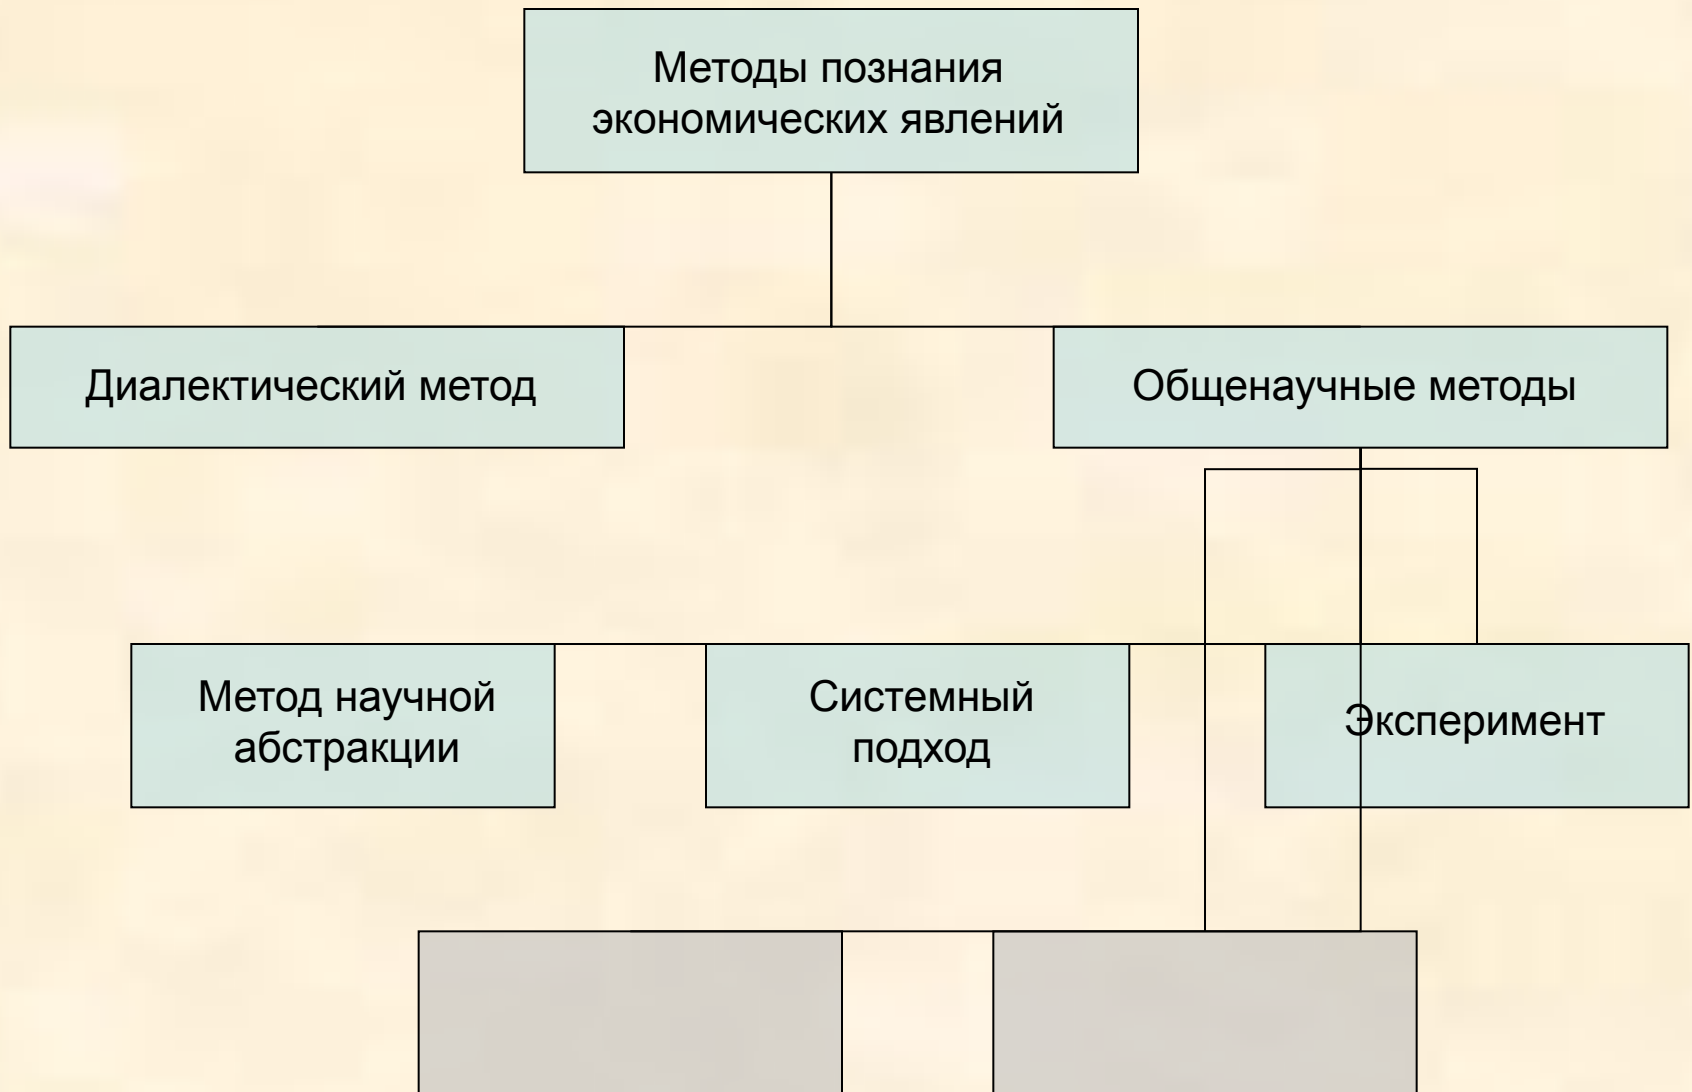 Методы познания
экономических явлений
Диалектический метод
Общенаучные методы
Метод научной
абстракции
Системный
подход
Эксперимент